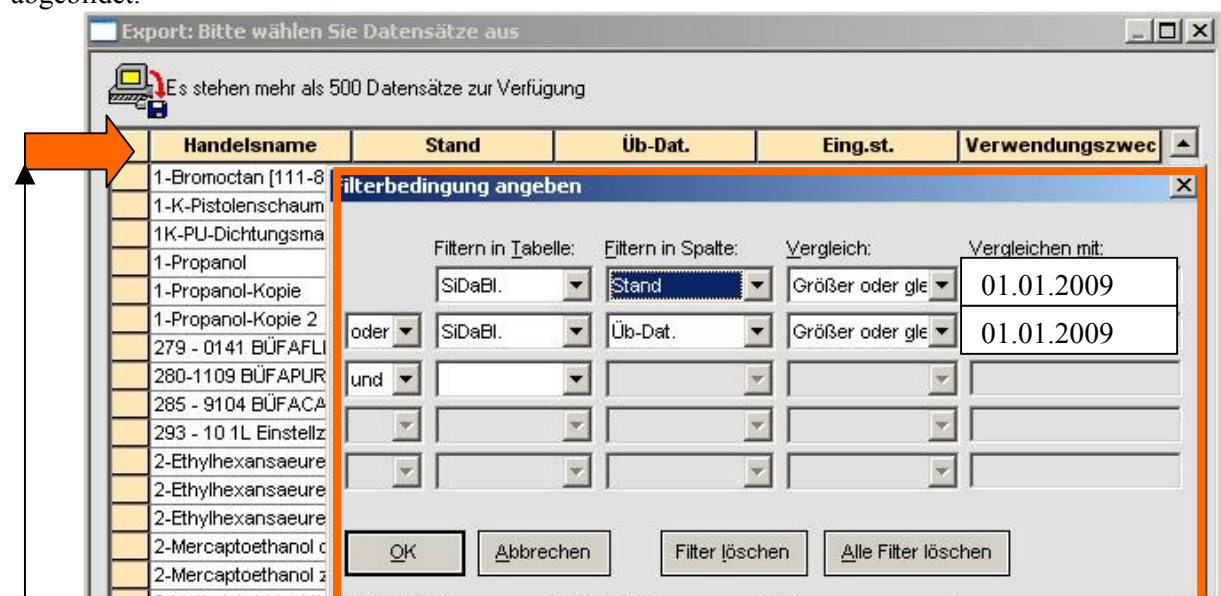 abgebildet.
Export: Bitte wählen Sie Datensätze aus
Es stehen mehr als 500 Datensätze zur Verfügung
Handelsname Stand Üb-Dat. Eing.st. Verwendungszwec
1-Bromoctan [111-8
1-K-Pistolenschaum
1K-PU-Dichtungsma
1-Propanol
1-Propanol-Kopie
1-Propanol-Kopie 2
279 - 0141 BÜFAFLI
280-1109 BÜFAPUR
285 - 9104 BÜFACA
293 - 10 1L Einstellz
2-Ethylhexansaeure
2-Ethylhexansaeure
2-Ethylhexansaeure
2-Mercaptoethanol
2-Mercaptoethanol z
Filterbedingung angeben
Filtern in Tabelle: Filtern in Spalte: Vergleich: Vergleichen mit:
SiDaBl. Stand Größer oder gle 01.01.2009
oder SiDaBl. Üb-Dat. Größer oder gle 01.01.2009
und
OK Abbrechen Filter löschen Alle Filter löschen